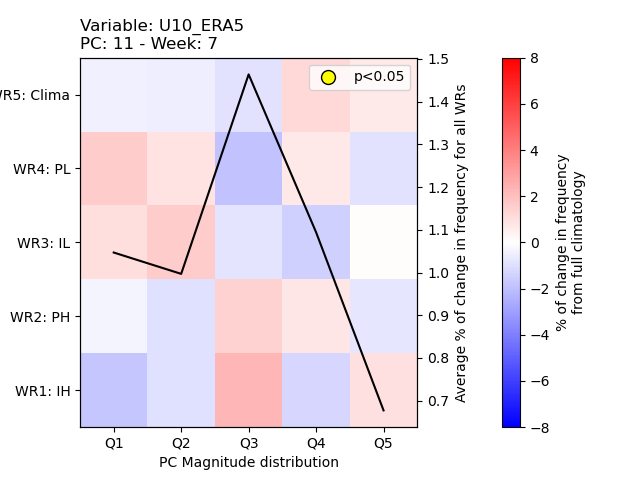 Variable: U10_ERA5
PC: 11 - Week: 7
p<0.05
WR5: Clima
WR4: PL
WR3: IL
WR2: PH
WR1: IH
Q1 Q2 Q3 Q4 Q5
PC Magnitude distribution
1.5
1.4
1.3
1.2
1.1
1.0
0.9
0.8
0.7
Average % of change in frequency for all WRs
8
6
4
2
0
−2
−4
−6
−8
% of change in frequency
from full climatology